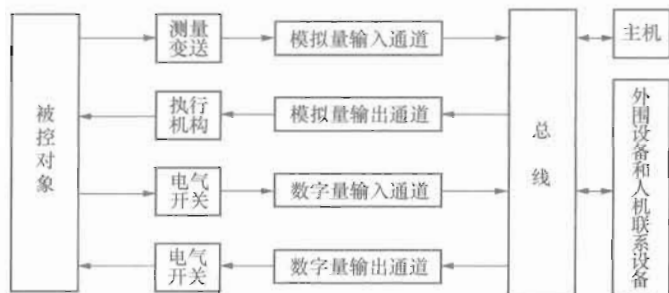 被控对象
测量
变送
模拟量输入通道
执行
机构
模拟量输出通道
电气
开关
数字量输入通道
电气
开关
数字量输出通道
总线
主机
外围设备和人机联系设备